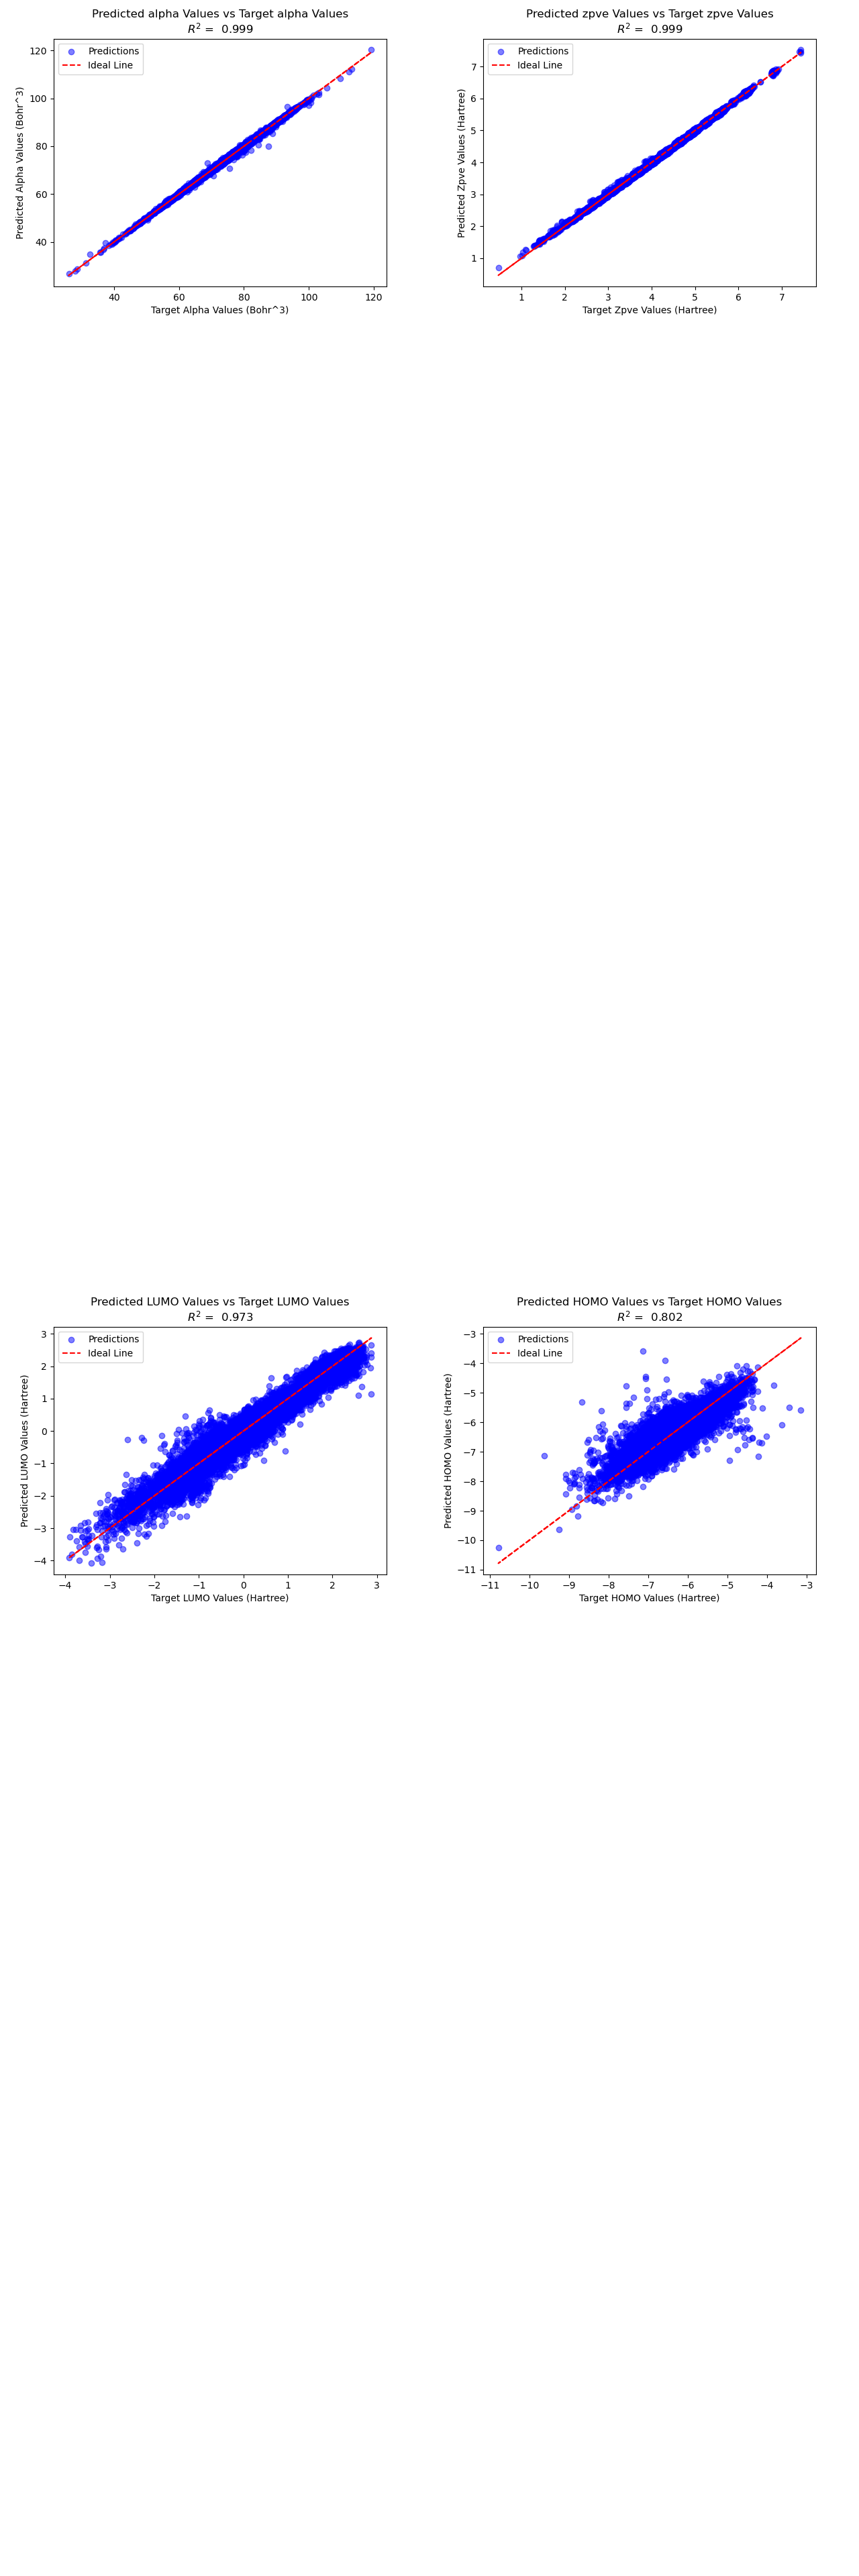 Predicted alpha Values vs Target alpha Values
R² = 0.999
Predictions
Ideal Line
Predicted Alpha Values (Bohr^3)
120
100
80
60
40
40 60 80 100 120
Target Alpha Values (Bohr^3)
Predicted zpve Values vs Target zpve Values
R² = 0.999
Predictions
Ideal Line
Predicted Zpve Values (Hartree)
7
6
5
4
3
2
1
1 2 3 4 5 6 7
Target Zpve Values (Hartree)
Predicted LUMO Values vs Target LUMO Values
R² = 0.973
Predictions
Ideal Line
Predicted LUMO Values (Hartree)
3
2
1
0
−1
−2
−3
−4
−4 −3 −2 −1 0 1 2 3
Target LUMO Values (Hartree)
Predicted HOMO Values vs Target HOMO Values
R² = 0.802
Predictions
Ideal Line
Predicted HOMO Values (Hartree)
−3
−4
−5
−6
−7
−8
−9
−10
−11
−11 −10 −9 −8 −7 −6 −5 −4 −3
Target HOMO Values (Hartree)